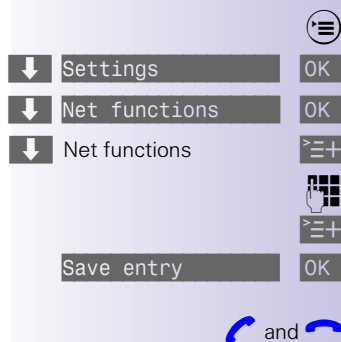 Settings OK
Net functions OK
Net functions >☰+
>☰+
Save entry OK
and